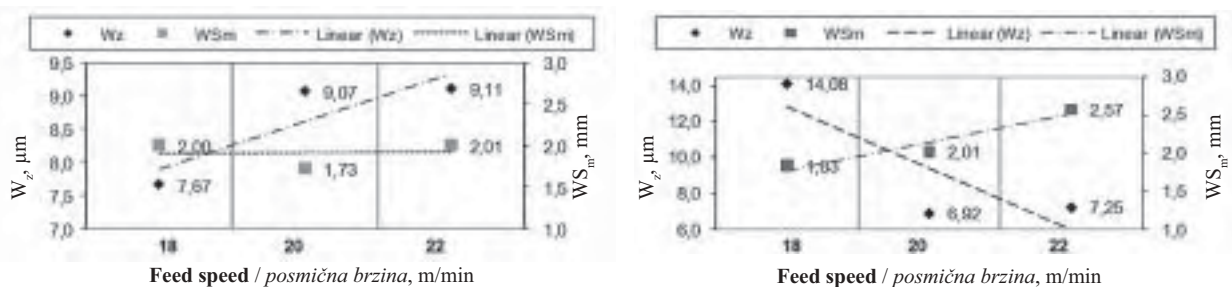 Wz WSm Linear (Wz) Linear (WSm)
9,5 9,0 8,5 8,0 7,5 7,0
Wz, µm
7,67 9,07 9,11
2,00 1,73 2,01
3,0 2,5 2,0 1,5 1,0
WSm, mm
18 20 22
Feed speed / posmična brzina, m/min
Wz WSm Linear (Wz) Linear (WSm)
14,0 12,0 10,0 8,0 6,0
Wz, µm
14,08 6,92 7,25
1,83 2,01 2,57
3,0 2,5 2,0 1,5 1,0
WSm, mm
18 20 22
Feed speed / posmična brzina, m/min